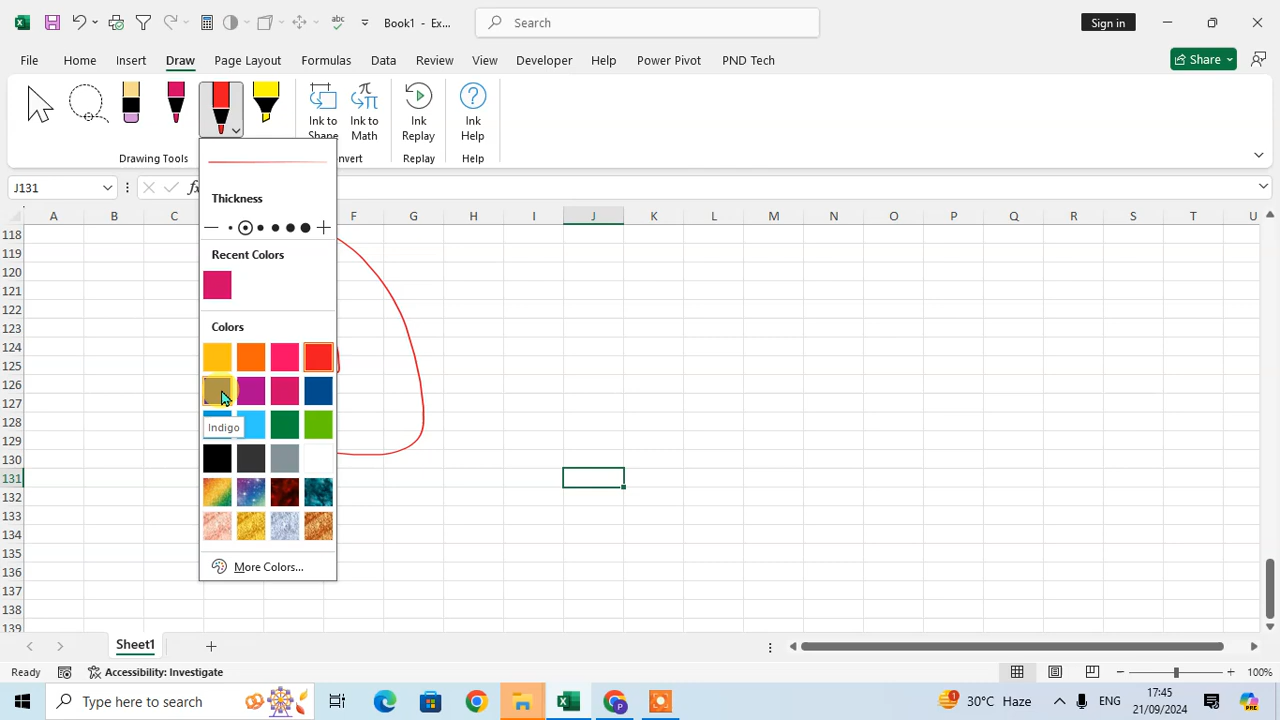 Book1 - Ex...
Search
Sign in
File Home Insert Draw Page Layout Formulas Data Review View Developer Help Power Pivot PND Tech
Share
Ink to Shape
Ink to Math
Ink Replay
Ink Help
Drawing Tools
Replay
Help
J131
Thickness
Recent Colors
Colors
Indigo
More Colors...
A B C F G H I J K L M N O P Q R S T U
118
119
120
121
122
123
124
125
126
127
128
129
130
131
132
133
134
135
136
137
138
139
Sheet1
Ready
Accessibility: Investigate
100%
Type here to search
30°C Haze
ENG
17:45
21/09/2024